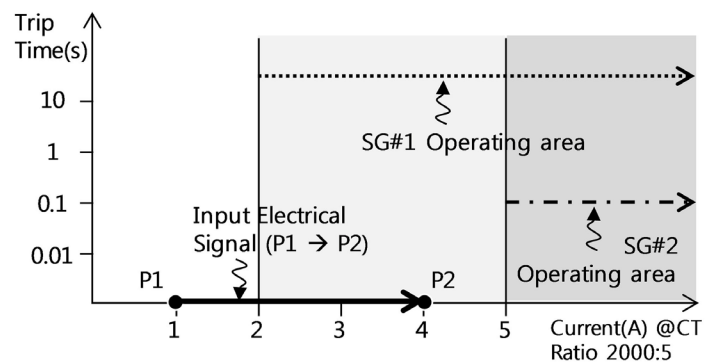 Trip
Time(s)
10
1
0.1
0.01
SG#1 Operating area
Input Electrical
Signal (P1 → P2)
SG#2
Operating area
P1
P2
1
2
3
4
5
Current(A) @CT
Ratio 2000:5